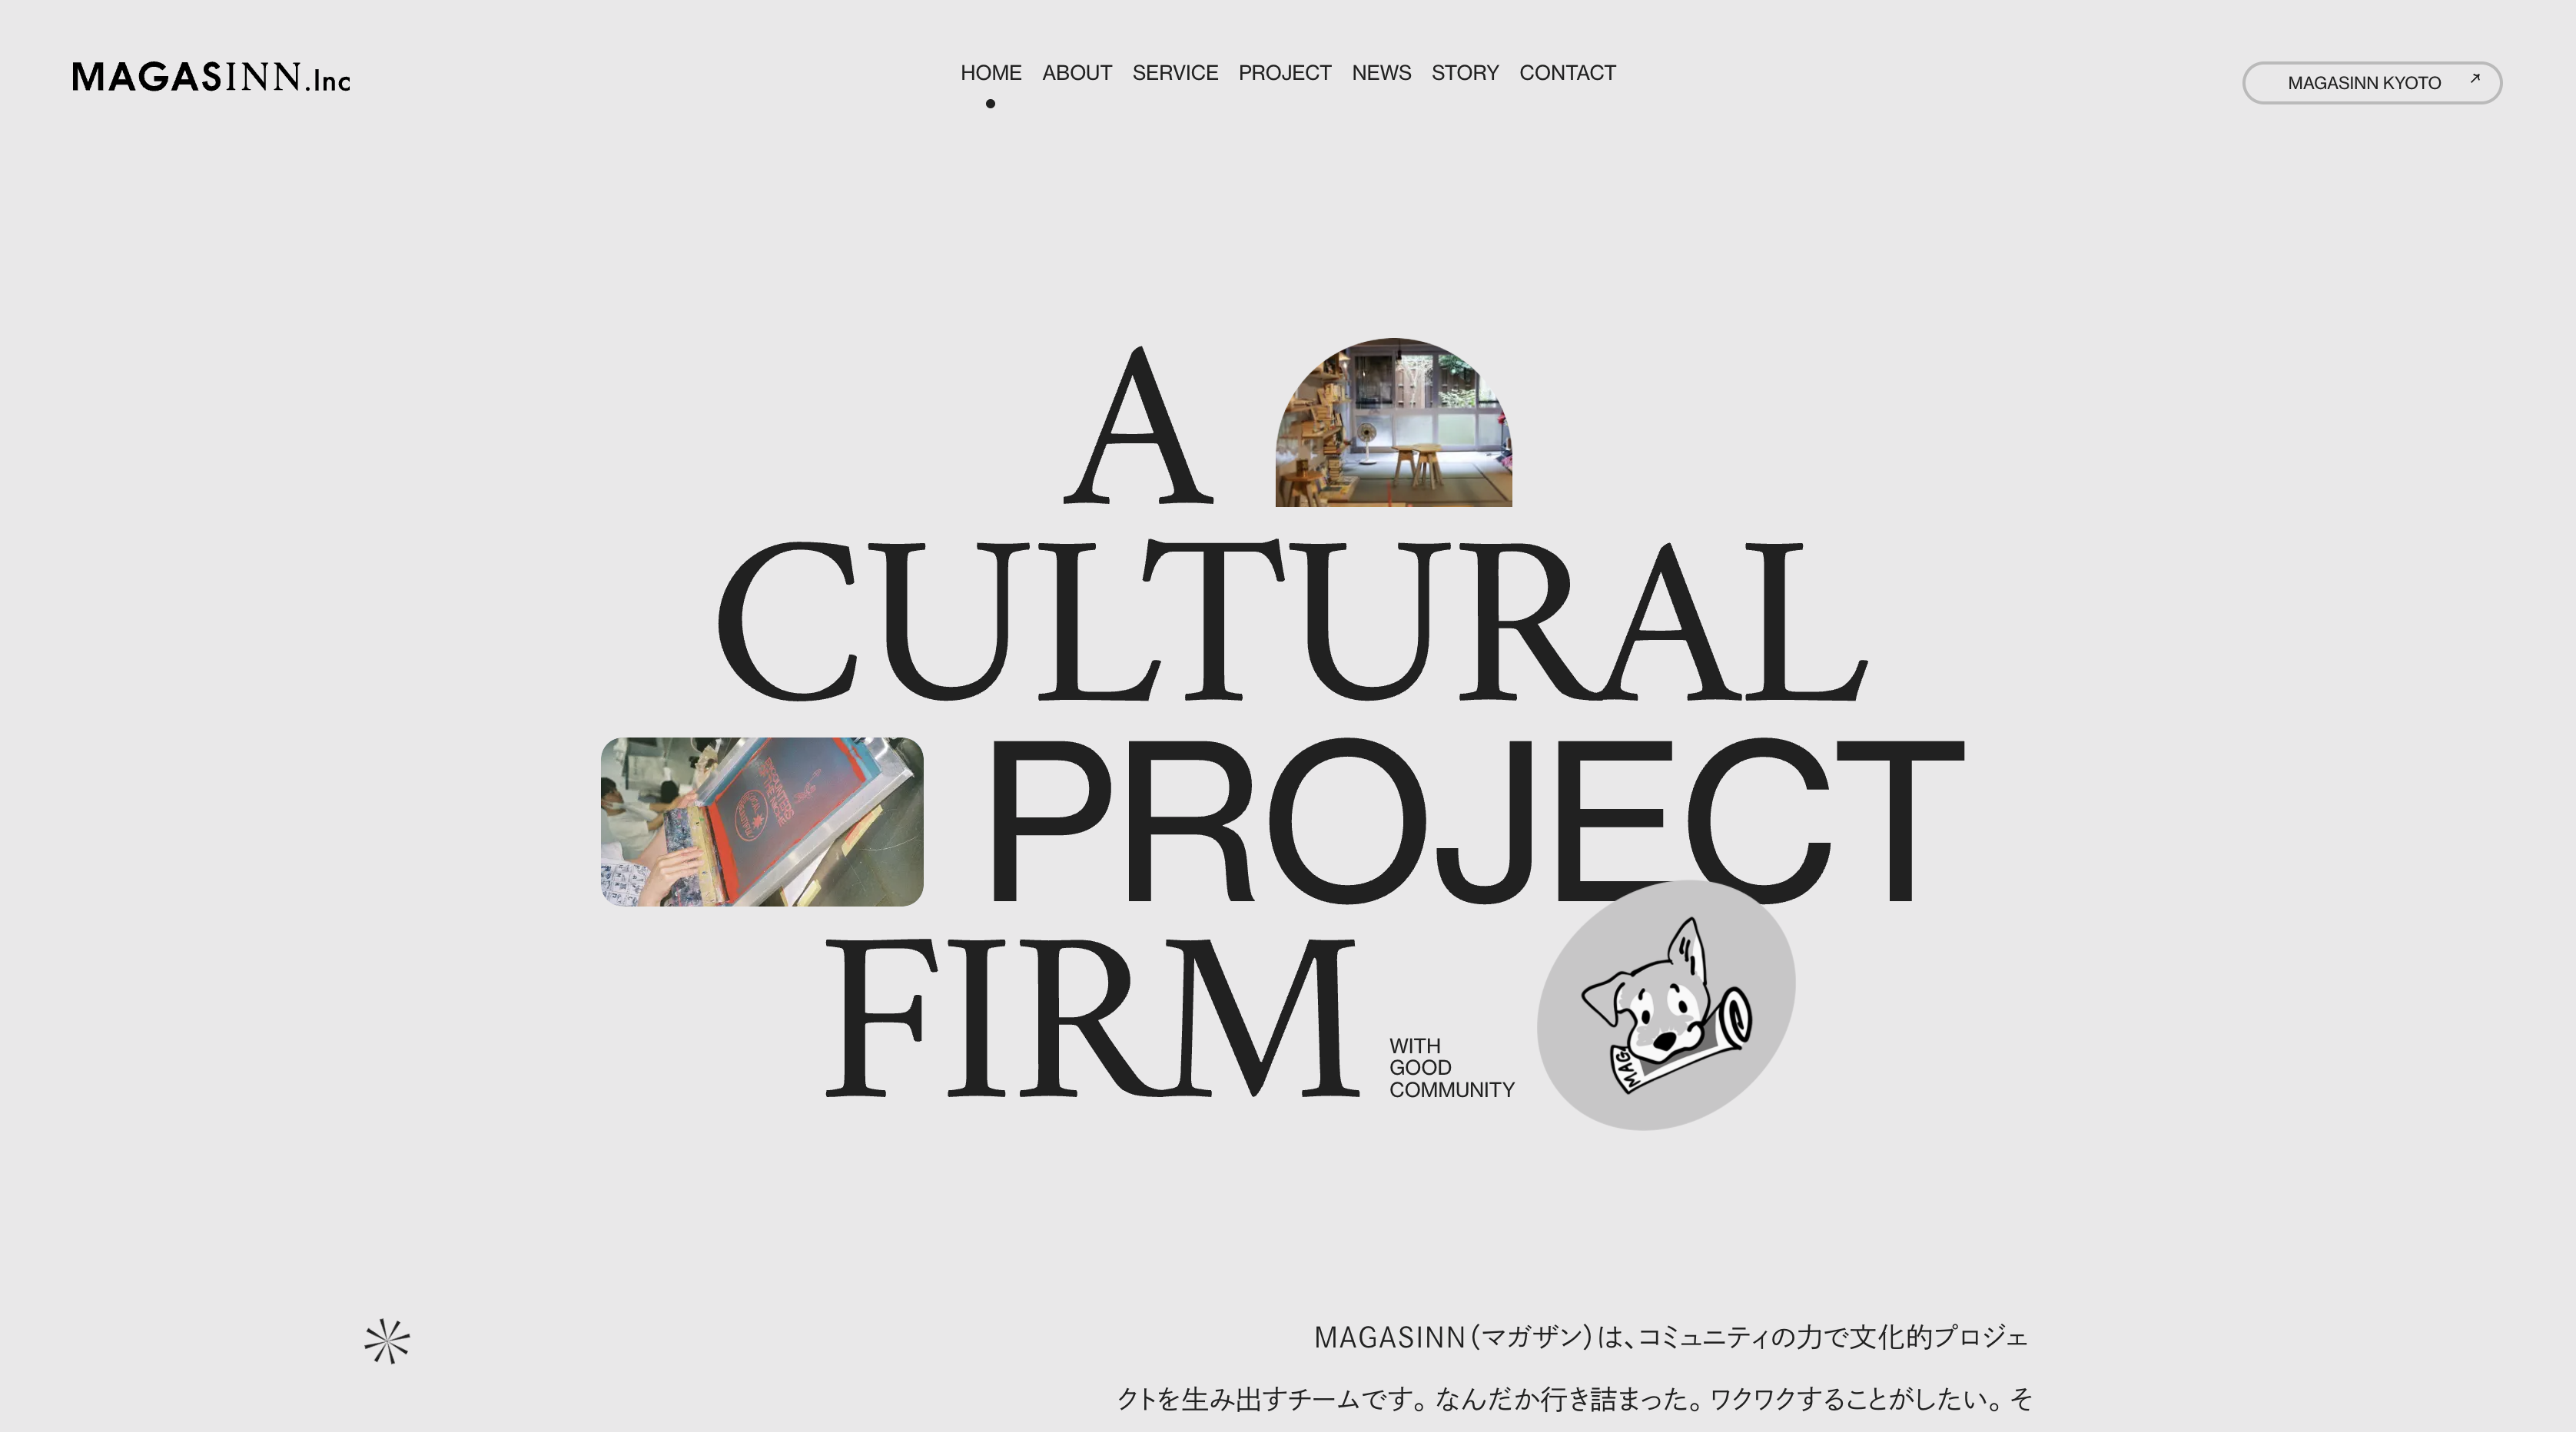 MAGASINN.Inc
HOME ABOUT SERVICE PROJECT NEWS STORY CONTACT
MAGASINN KYOTO
A
CULTURAL
PROJECT
FIRM
WITH
GOOD
COMMUNITY
MAG.
MAGASINN(マガザン)は、コミュニティの力で文化的プロジェ
クトを生み出すチームです。なんだか行き詰まった。ワクワクすることがしたい。そ